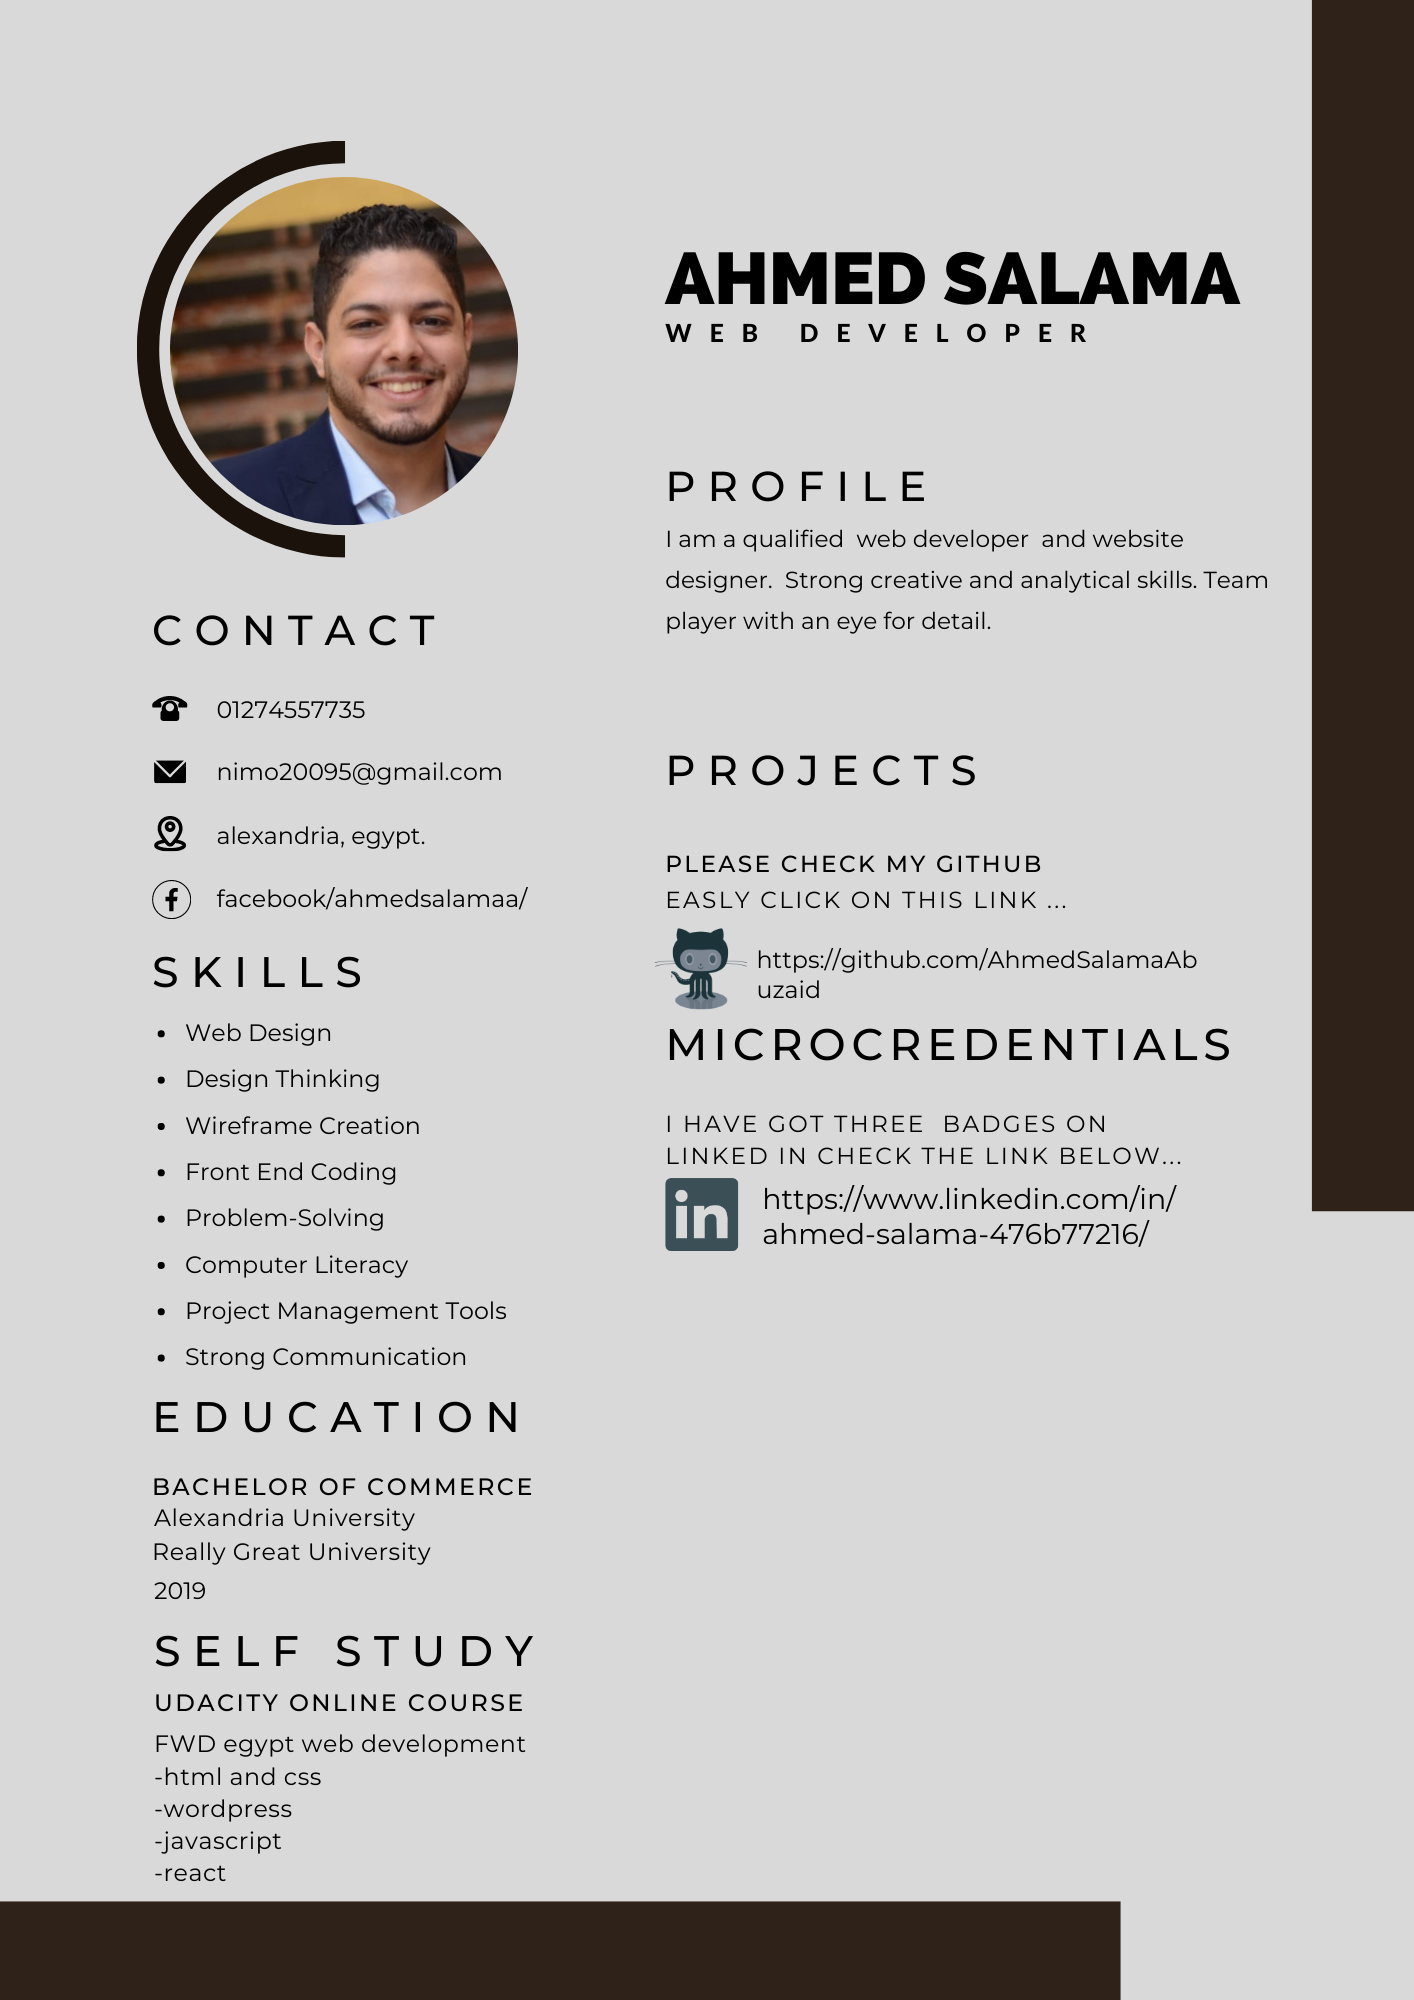 AHMED SALAMA
WEB DEVELOPER
CONTACT
01274557735
nimo20095@gmail.com
alexandria, egypt.
facebook/ahmedsalamaa/
SKILLS
• Web Design
• Design Thinking
• Wireframe Creation
• Front End Coding
• Problem-Solving
• Computer Literacy
• Project Management Tools
• Strong Communication
EDUCATION
BACHELOR OF COMMERCE
Alexandria University
Really Great University
2019
SELF STUDY
UDACITY ONLINE COURSE
FWD egypt web development
-html and css
-wordpress
-javascript
-react
PROFILE
I am a qualified  web developer  and website
designer.  Strong creative and analytical skills. Team
player with an eye for detail.
PROJECTS
PLEASE CHECK MY GITHUB
EASLY CLICK ON THIS LINK ...
https://github.com/AhmedSalamaAb
uzaid
MICROCREDENTIALS
I HAVE GOT THREE  BADGES ON
LINKED IN CHECK THE LINK BELOW...
in
https://www.linkedin.com/in/
ahmed-salama-476b77216/